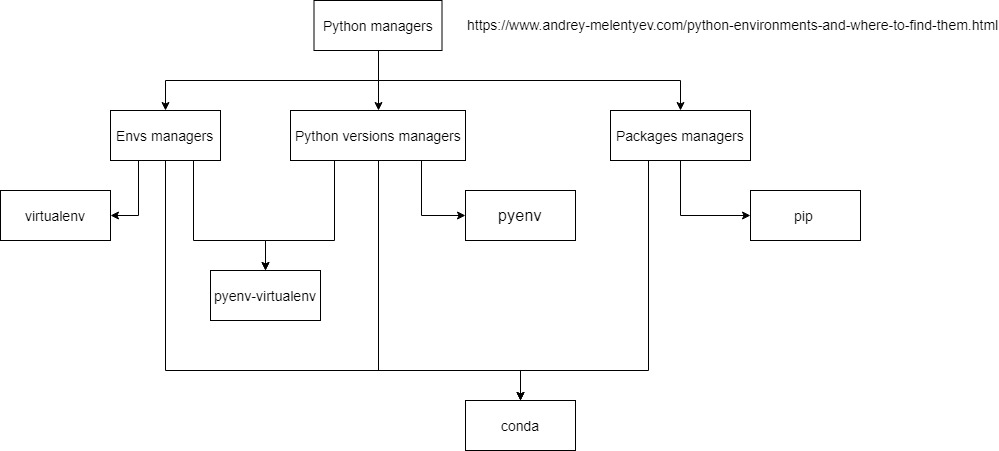 Python managers
https://www.andrey-melentyev.com/python-environments-and-where-to-find-them.html
Envs managers
Python versions managers
Packages managers
virtualenv
pyenv
pip
pyenv-virtualenv
conda